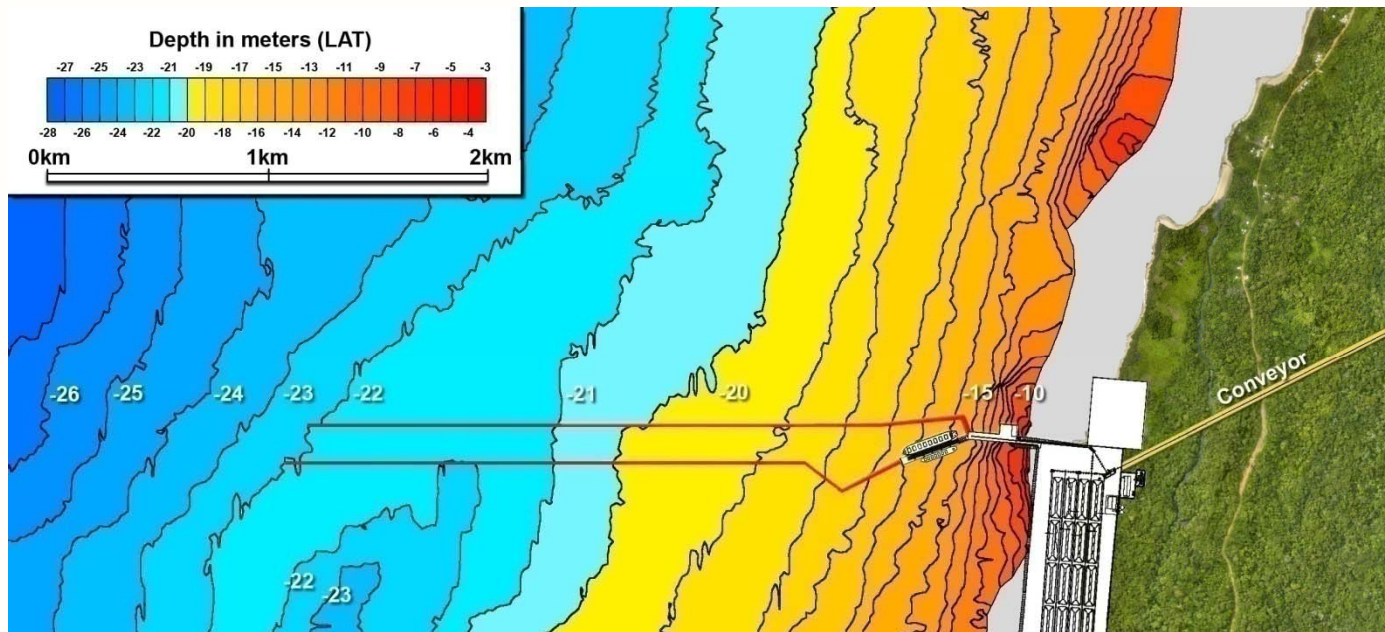 Depth in meters (LAT)
-27 -25 -23 -21 -19 -17 -15 -13 -11 -9 -7 -5 -3
-28 -26 -24 -22 -20 -18 -16 -14 -12 -10 -8 -6 -4
0km 1km 2km
-26 -25 -24 -23 -22 -21 -20 -15 -10
Conveyor
-22
-23